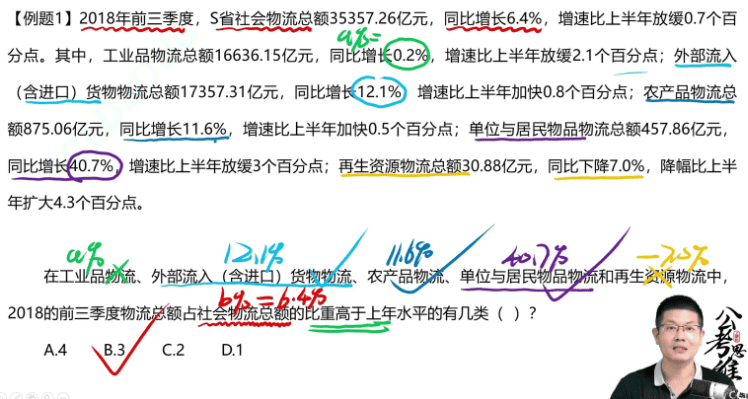 【例题1】2018年前三季度，S省社会物流总额35357.26亿元，同比增长6.4%，增速比上半年放缓0.7个百
a%=
分点。其中，工业品物流总额16636.15亿元，同比增长0.2%，增速比上半年放缓2.1个百分点；外部流入
（含进口）货物物流总额17357.31亿元，同比增长12.1%，增速比上半年加快0.8个百分点；农产品物流总
额875.06亿元，同比增长11.6%，增速比上半年加快0.5个百分点；单位与居民物品物流总额457.86亿元，
同比增长40.7%，增速比上半年放缓3个百分点；再生资源物流总额30.88亿元，同比下降7.0%，降幅比上半
年扩大4.3个百分点。
a% 12.1% 11.6% 40.7% -7.0%
在工业品物流、外部流入（含进口）货物物流、农产品物流、单位与居民物品物流和再生资源物流中，
b%=6.4%
2018的前三季度物流总额占社会物流总额的比重高于上年水平的有几类（ ）？
A.4 B.3 C.2 D.1
公考思维